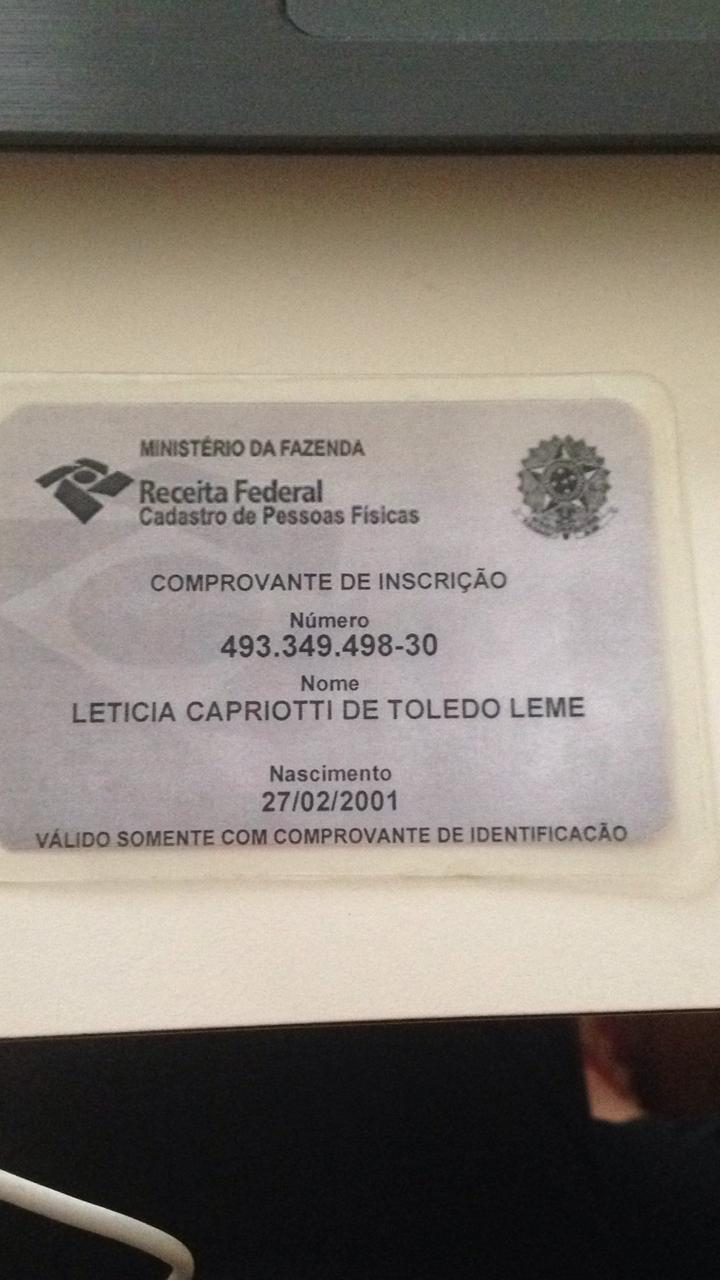 MINISTÉRIO DA FAZENDA
Receita Federal
Cadastro de Pessoas Físicas
COMPROVANTE DE INSCRIÇÃO
Número
493.349.498-30
Nome
LETICIA CAPRIOTTI DE TOLEDO LEME
Nascimento
27/02/2001
VÁLIDO SOMENTE COM COMPROVANTE DE IDENTIFICAÇÃO